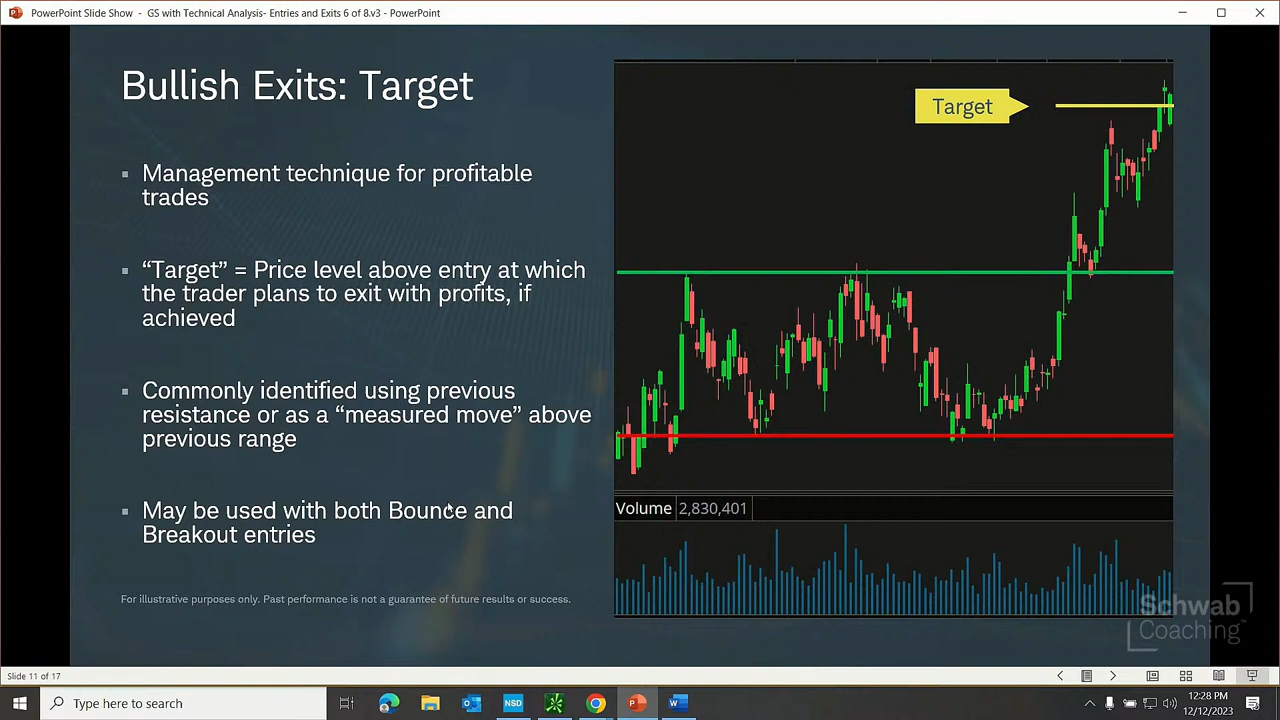 PowerPoint Slide Show - GS with Technical Analysis- Entries and Exits 6 of 8.v3 - PowerPoint
Bullish Exits: Target
Management technique for profitable
trades
“Target” = Price level above entry at which
the trader plans to exit with profits, if
achieved
Commonly identified using previous
resistance or as a “measured move” above
previous range
May be used with both Bounce and
Breakout entries
For illustrative purposes only. Past performance is not a guarantee of future results or success.
Target
Volume 2,830,401
Schwab
Coaching™
Slide 11 of 17
Type here to search
NSD
12:28 PM
12/12/2023